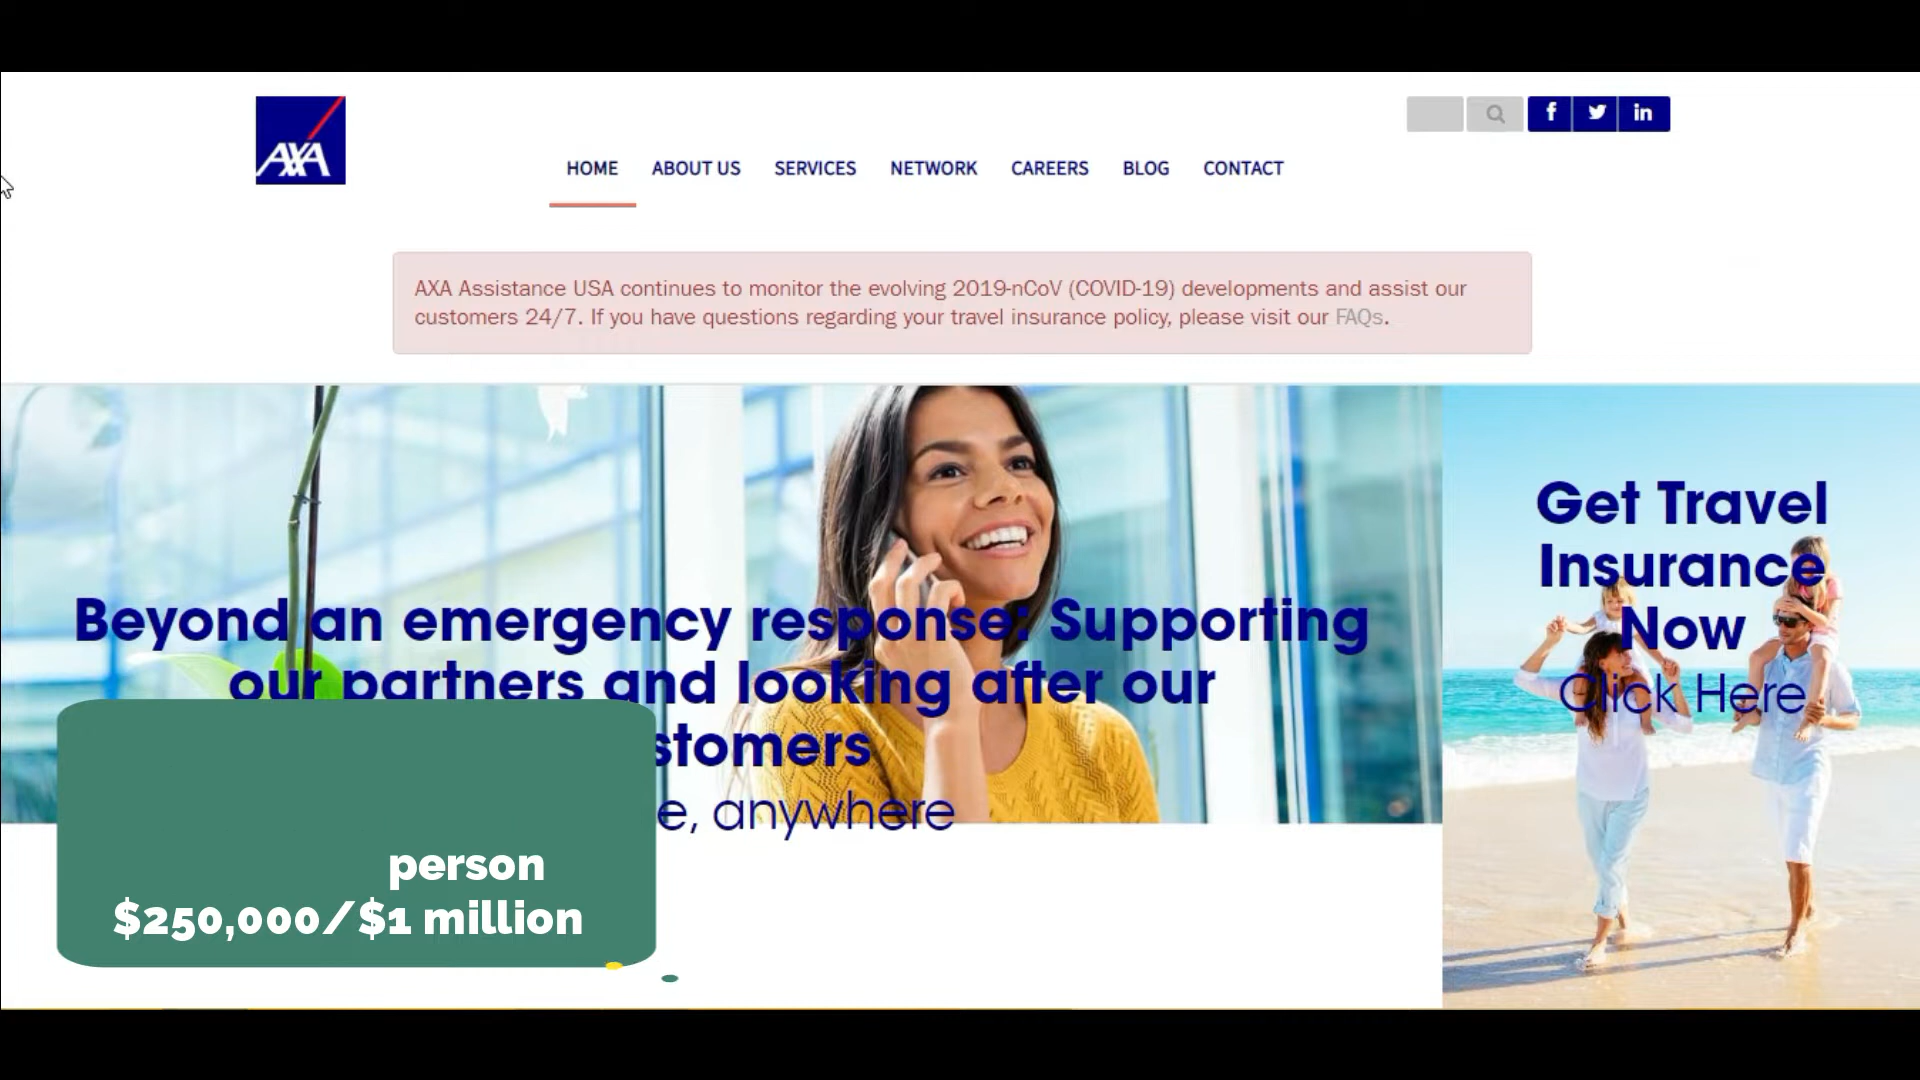 AXA
HOME ABOUT US SERVICES NETWORK CAREERS BLOG CONTACT
AXA Assistance USA continues to monitor the evolving 2019-nCoV (COVID-19) developments and assist our
customers 24/7. If you have questions regarding your travel insurance policy, please visit our FAQs.
Beyond an emergency response: Supporting
our partners and looking after our
stomers
e, anywhere
Get Travel
Insurance
Now
Click Here
person
$250,000/$1 million